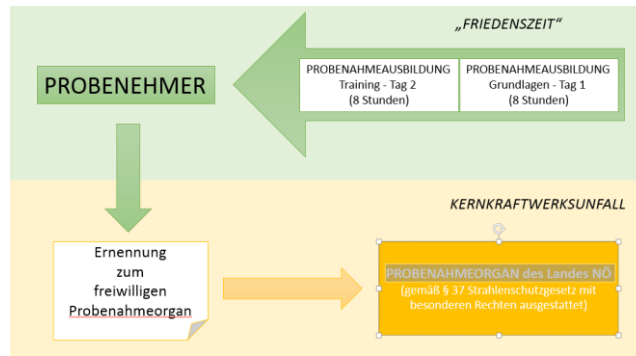 „FRIEDENSZEIT“
PROBENEHMER
PROBENAHMEAUSBILDUNG
Training - Tag 2
(8 Stunden)
PROBENAHMEAUSBILDUNG
Grundlagen - Tag 1
(8 Stunden)
KERNKRAFTWERKSUNFALL
Ernennung
zum
freiwilligen
Probenahmeorgan
PROBENAHMEORGAN des Landes NÖ
(gemäß § 37 Strahlenschutzgesetz mit
besonderen Rechten ausgestattet)